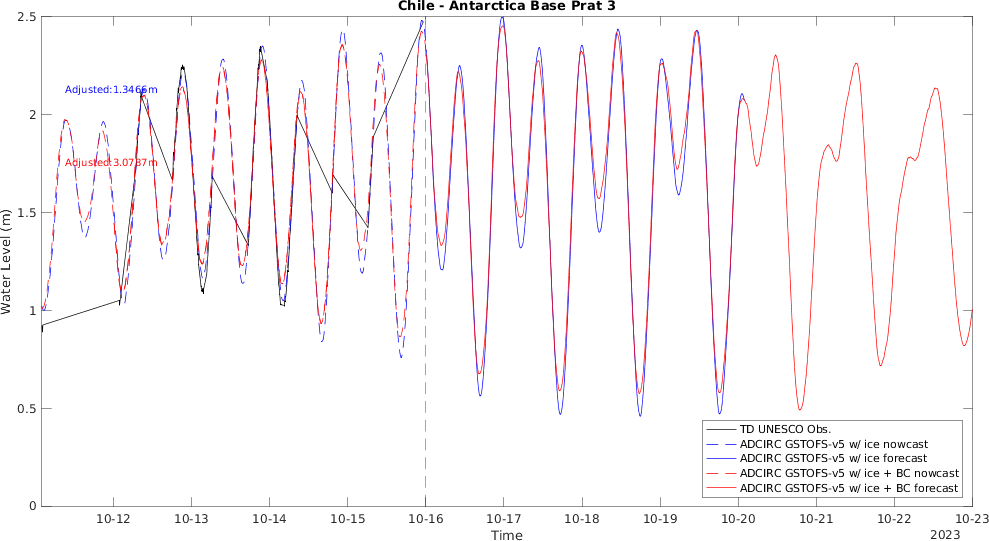 Chile - Antarctica Base Prat 3
2.5
2
1.5
1
0.5
0
Water Level (m)
Adjusted:1.3466m
Adjusted:3.0737m
TD UNESCO Obs.
ADCIRC GSTOFS-v5 w/ ice nowcast
ADCIRC GSTOFS-v5 w/ ice forecast
ADCIRC GSTOFS-v5 w/ ice + BC nowcast
ADCIRC GSTOFS-v5 w/ ice + BC forecast
10-12 10-13 10-14 10-15 10-16 10-17 10-18 10-19 10-20 10-21 10-22 10-23
Time
2023